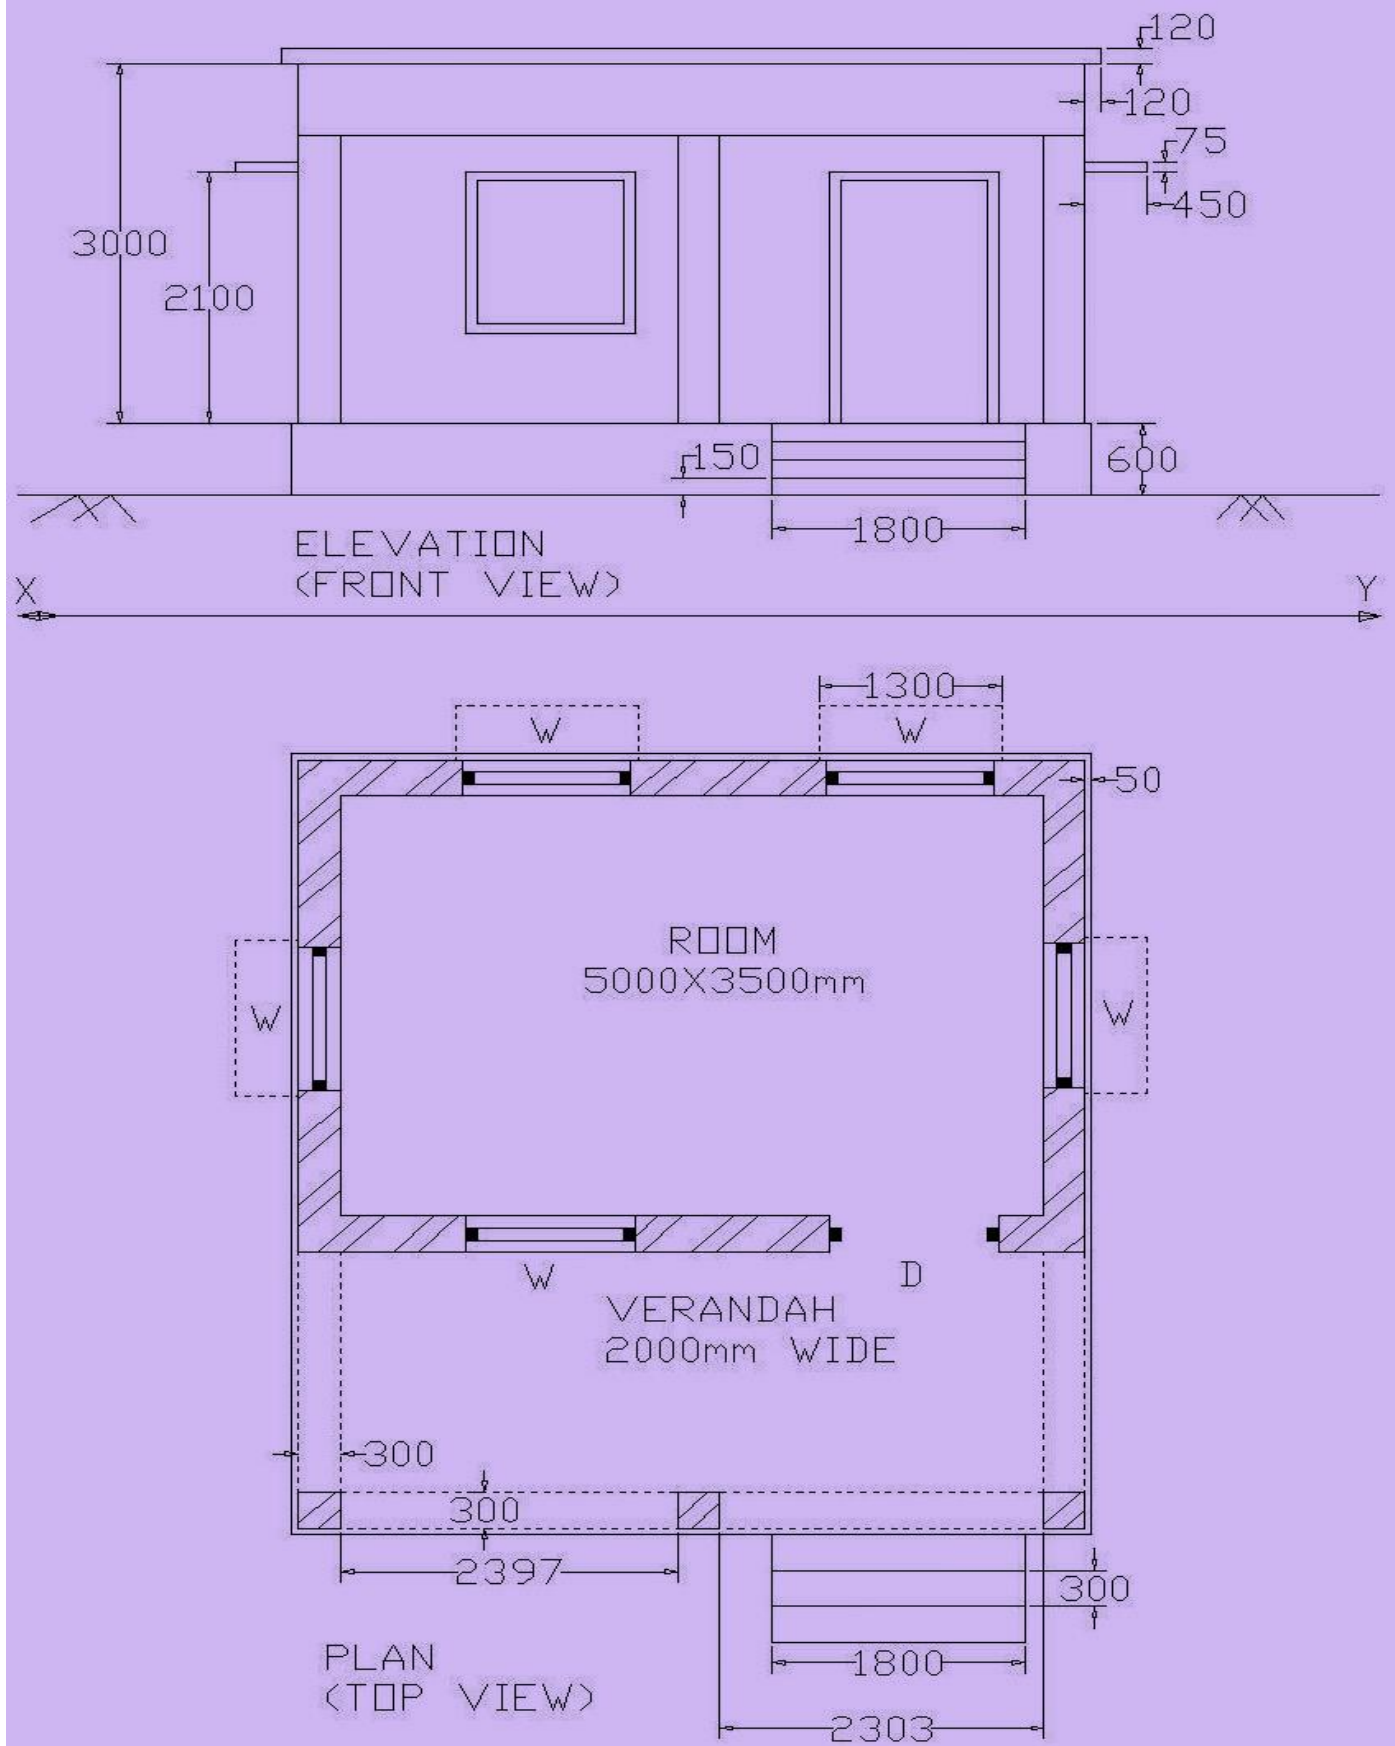 120
120
75
450
3000
2100
150
600
1800
ELEVATION
(FRONT VIEW)
X
Y
1300
W
W
50
ROOM
5000X3500mm
W
W
W
D
VERANDAH
2000mm WIDE
300
300
2397
300
PLAN
(TOP VIEW)
1800
2303